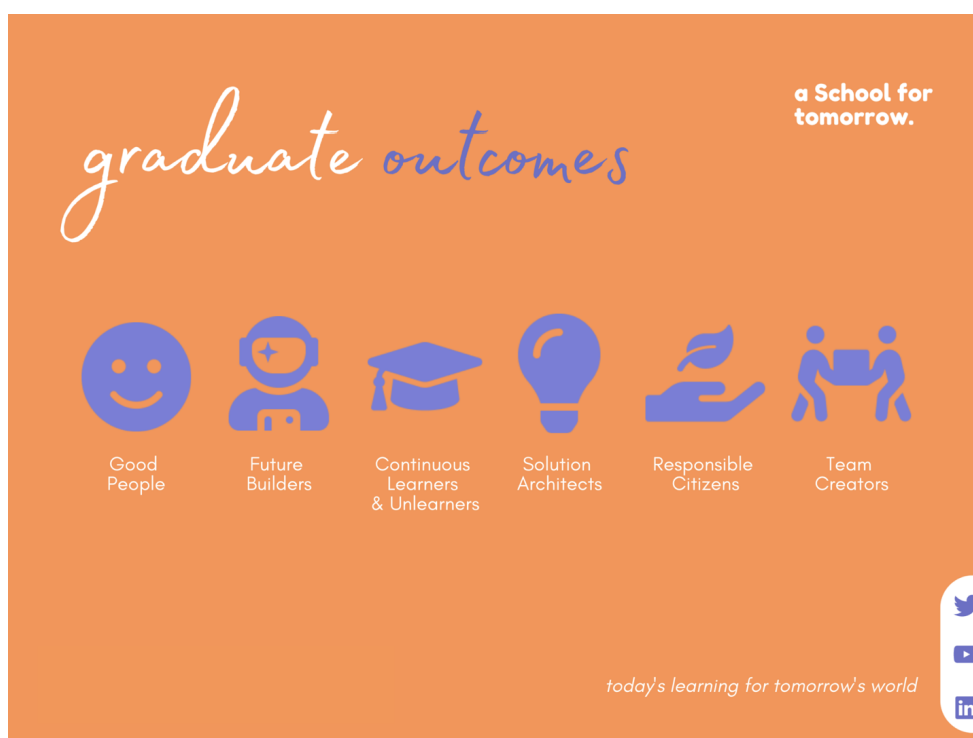 graduate outcomes
a School for
tomorrow.
Good
People
Future
Builders
Continuous
Learners
& Unlearners
Solution
Architects
Responsible
Citizens
Team
Creators
today's learning for tomorrow's world
in